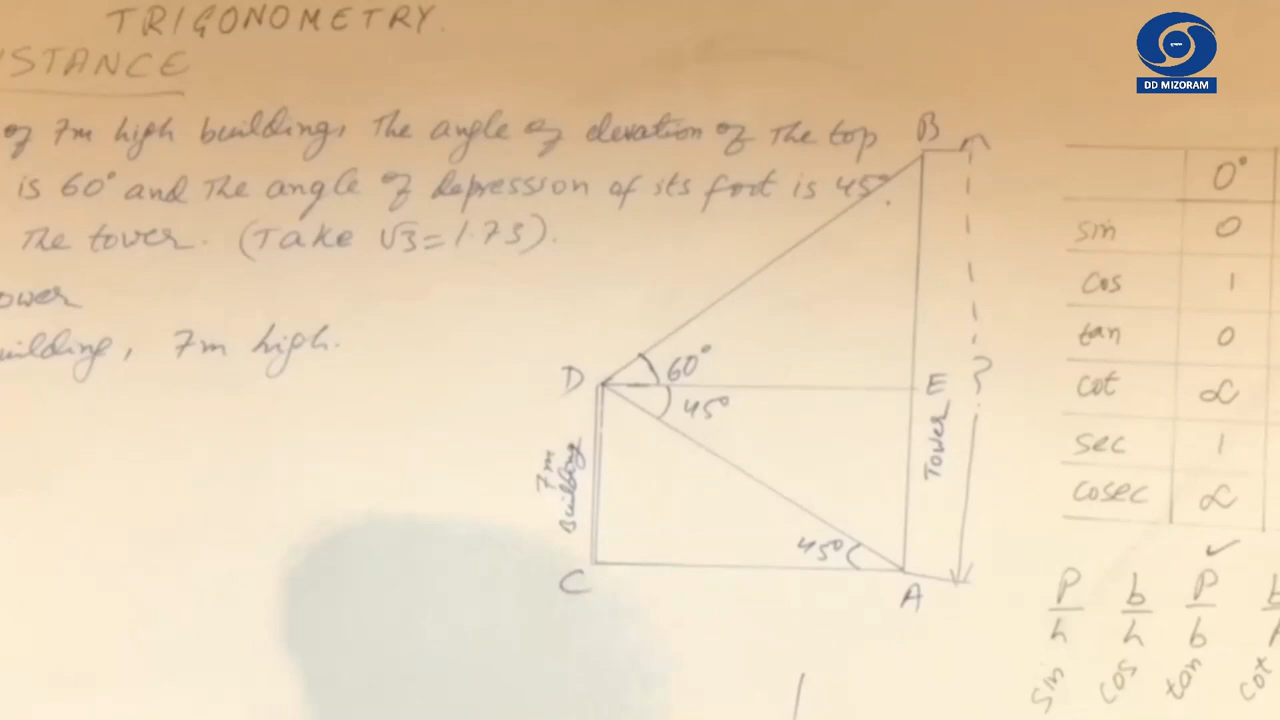 TRIGONOMETRY.
STANCE
of 7m high building, The angle of elevation of The top
is 60° and The angle of depression of its foot is 45°.
The tower. (Take √3=1.73).
ower
uilding, 7m high.
B
D
60°
45°
E
?
Tower
7m
Building
45°
C
A
0°
sin 0
cos 1
tan 0
cot ∝
sec 1
cosec ∝
✓
P/h b/h P/b b
sin cos tan cot
DD MIZORAM